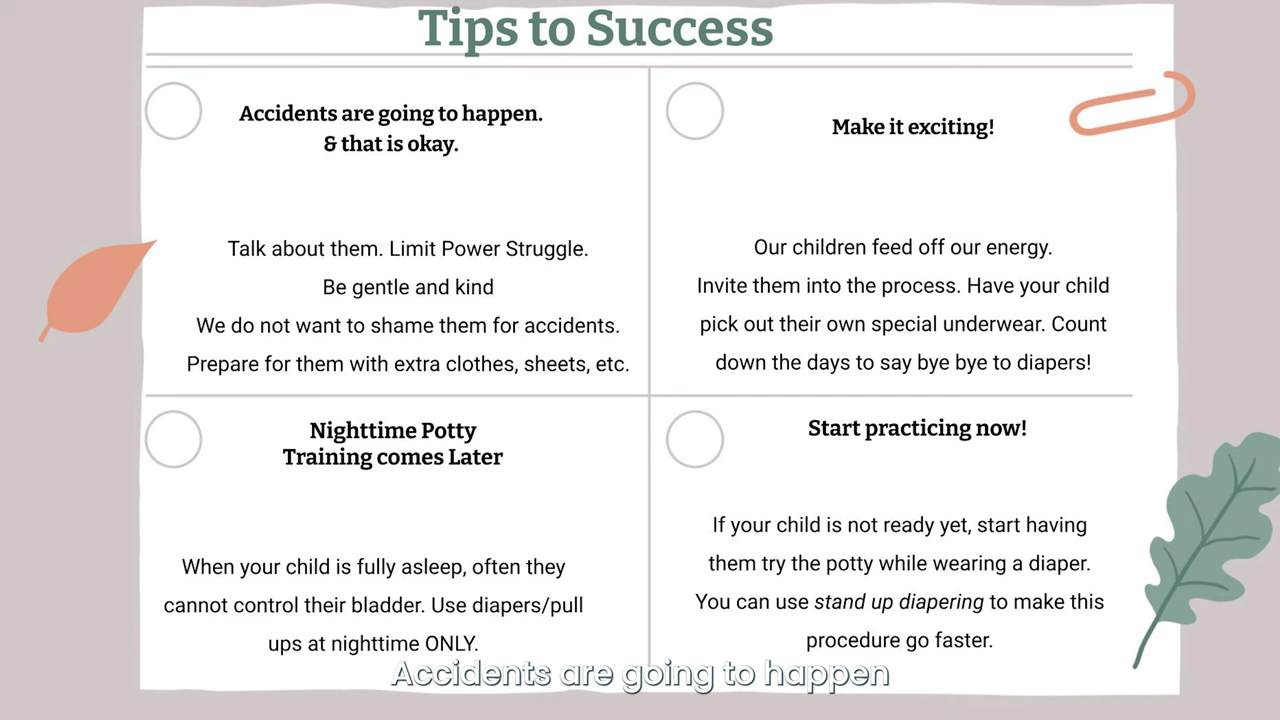 Tips to Success
Accidents are going to happen.
& that is okay.
Talk about them. Limit Power Struggle.
Be gentle and kind
We do not want to shame them for accidents.
Prepare for them with extra clothes, sheets, etc.
Make it exciting!
Our children feed off our energy.
Invite them into the process. Have your child
pick out their own special underwear. Count
down the days to say bye bye to diapers!
Nighttime Potty
Training comes Later
When your child is fully asleep, often they
cannot control their bladder. Use diapers/pull
ups at nighttime ONLY.
Start practicing now!
If your child is not ready yet, start having
them try the potty while wearing a diaper.
You can use stand up diapering to make this
procedure go faster.
Accidents are going to happen